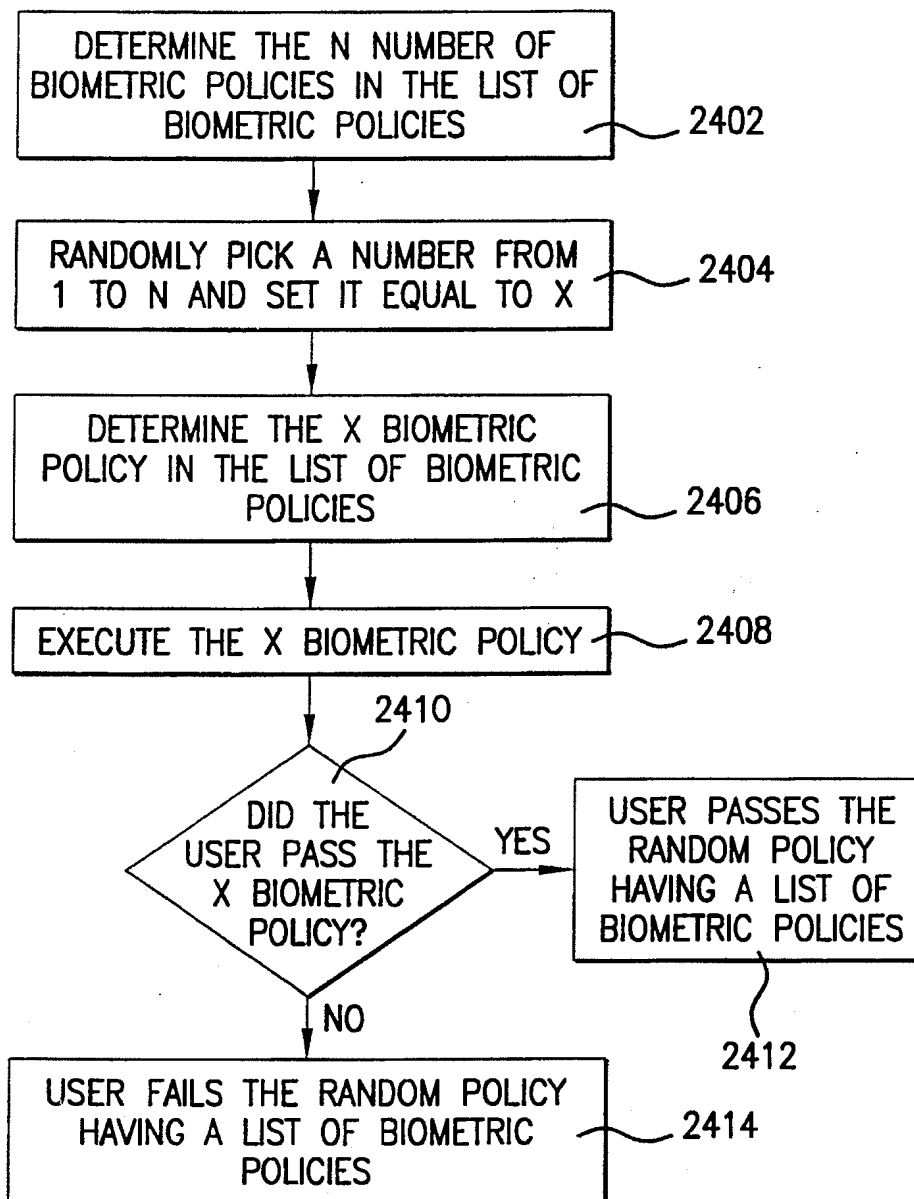 DETERMINE THE N NUMBER OF
BIOMETRIC POLICIES IN THE LIST OF
BIOMETRIC POLICIES
2402
RANDOMLY PICK A NUMBER FROM
1 TO N AND SET IT EQUAL TO X
2404
DETERMINE THE X BIOMETRIC
POLICY IN THE LIST OF BIOMETRIC
POLICIES
2406
EXECUTE THE X BIOMETRIC POLICY
2408
2410
DID THE
USER PASS THE
X BIOMETRIC
POLICY?
YES
USER PASSES THE
RANDOM POLICY
HAVING A LIST OF
BIOMETRIC POLICIES
2412
NO
USER FAILS THE RANDOM POLICY
HAVING A LIST OF BIOMETRIC
POLICIES
2414